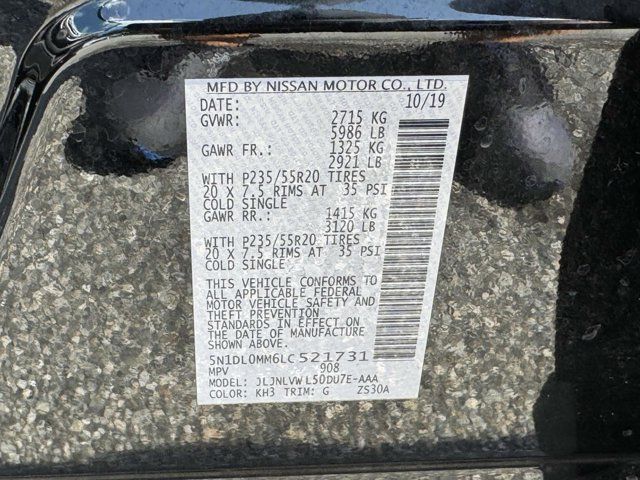 MFD BY NISSAN MOTOR CO., LTD.
DATE: 10/19
GVWR: 2715 KG
5986 LB
GAWR FR.: 1325 KG
2921 LB
WITH P235/55R20 TIRES
20 X 7.5 RIMS AT 35 PSI
COLD SINGLE
GAWR RR.: 1415 KG
3120 LB
WITH P235/55R20 TIRES
20 X 7.5 RIMS AT 35 PSI
COLD SINGLE
THIS VEHICLE CONFORMS TO
ALL APPLICABLE FEDERAL
MOTOR VEHICLE SAFETY AND
THEFT PREVENTION
STANDARDS IN EFFECT ON
THE DATE OF MANUFACTURE
SHOWN ABOVE.
5N1DL0MM6LC521731
MPV 908
MODEL: JLJNLVWL50DU7E-AAA
COLOR: KH3 TRIM: G ZS30A